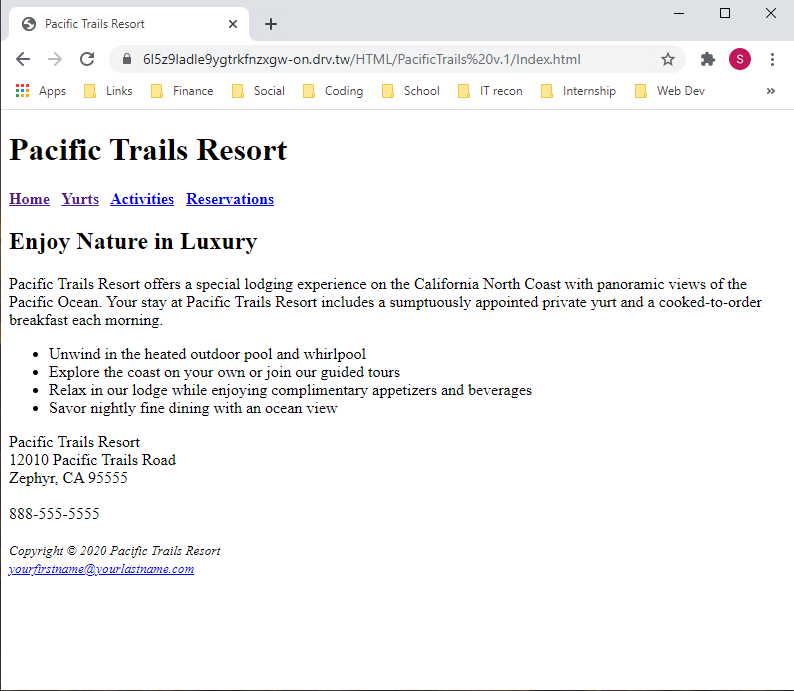 Pacific Trails Resort
6l5z9ladle9ygtrkfnzxgw-on.drv.tw/HTML/PacificTrails%20v.1/Index.html
S
Apps Links Finance Social Coding School IT recon Internship Web Dev »
Pacific Trails Resort
Home Yurts Activities Reservations
Enjoy Nature in Luxury
Pacific Trails Resort offers a special lodging experience on the California North Coast with panoramic views of the
Pacific Ocean. Your stay at Pacific Trails Resort includes a sumptuously appointed private yurt and a cooked-to-order
breakfast each morning.
• Unwind in the heated outdoor pool and whirlpool
• Explore the coast on your own or join our guided tours
• Relax in our lodge while enjoying complimentary appetizers and beverages
• Savor nightly fine dining with an ocean view
Pacific Trails Resort
12010 Pacific Trails Road
Zephyr, CA 95555
888-555-5555
Copyright © 2020 Pacific Trails Resort
yourfirstname@yourlastname.com